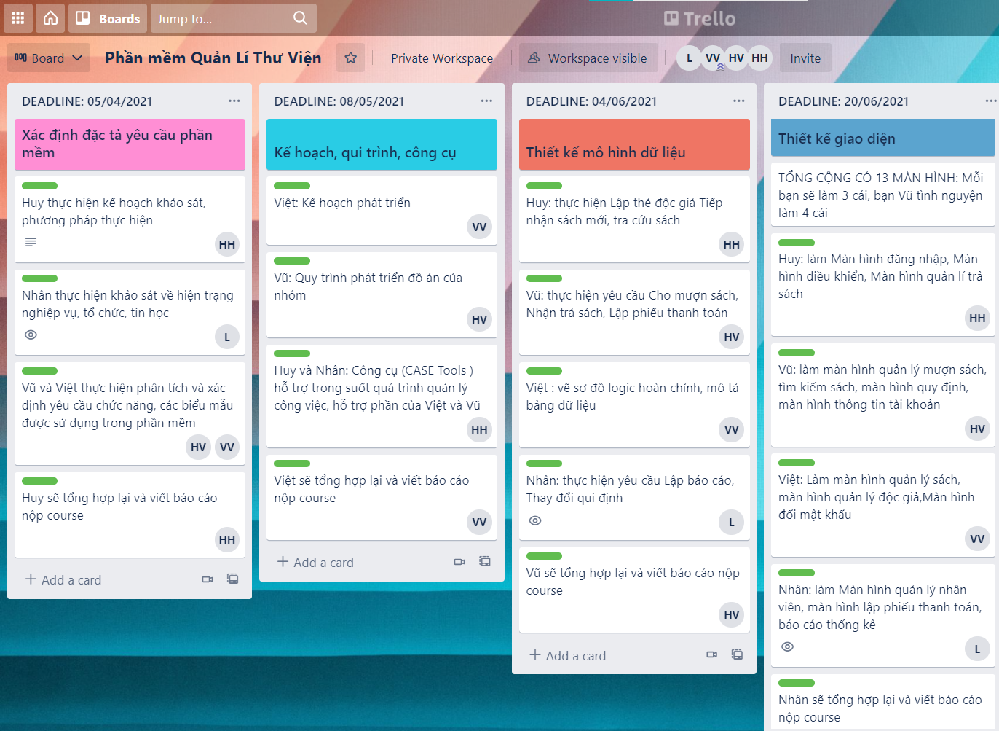 Boards
Jump to...
Trello
Board
Phần mềm Quản Lí Thư Viện
Private Workspace
Workspace visible
L
VV
HV
HH
Invite
DEADLINE: 05/04/2021
Xác định đặc tả yêu cầu phần
mềm
Huy thực hiện kế hoạch khảo sát,
phương pháp thực hiện
HH
Nhân thực hiện khảo sát về hiện trạng
nghiệp vụ, tổ chức, tin học
L
Vũ và Việt thực hiện phân tích và xác
định yêu cầu chức năng, các biểu mẫu
được sử dụng trong phần mềm
HV VV
Huy sẽ tổng hợp lại và viết báo cáo
nộp course
HH
+ Add a card
DEADLINE: 08/05/2021
Kế hoạch, qui trình, công cụ
Việt: Kế hoạch phát triển
VV
Vũ: Quy trình phát triển đồ án của
nhóm
HV
Huy và Nhân: Công cụ (CASE Tools )
hỗ trợ trong suốt quá trình quản lý
công việc, hỗ trợ phần của Việt và Vũ
HH
Việt sẽ tổng hợp lại và viết báo cáo
nộp course
VV
+ Add a card
DEADLINE: 04/06/2021
Thiết kế mô hình dữ liệu
Huy: thực hiện Lập thẻ độc giả Tiếp
nhận sách mới, tra cứu sách
HH
Vũ: thực hiện yêu cầu Cho mượn sách,
Nhận trả sách, Lập phiếu thanh toán
HV
Việt : vẽ sơ đồ logic hoàn chỉnh, mô tả
bảng dữ liệu
VV
Nhân: thực hiện yêu cầu Lập báo cáo,
Thay đổi qui định
L
Vũ sẽ tổng hợp lại và viết báo cáo nộp
course
HV
+ Add a card
DEADLINE: 20/06/2021
Thiết kế giao diện
TỔNG CỘNG CÓ 13 MÀN HÌNH: Mỗi
bạn sẽ làm 3 cái, bạn Vũ tình nguyện
làm 4 cái
Huy: làm Màn hình đăng nhập, Màn
hình điều khiển, Màn hình quản lí trả
sách
HH
Vũ: làm màn hình quản lý mượn sách,
tìm kiếm sách, màn hình quy định,
màn hình thông tin tài khoản
HV
Việt: Làm màn hình quản lý sách,
màn hình quản lý độc giả,Màn hình
đổi mật khẩu
VV
Nhân: làm Màn hình quản lý nhân
viên, màn hình lập phiếu thanh toán,
báo cáo thống kê
L
Nhân sẽ tổng hợp lại và viết báo cáo
nộp course